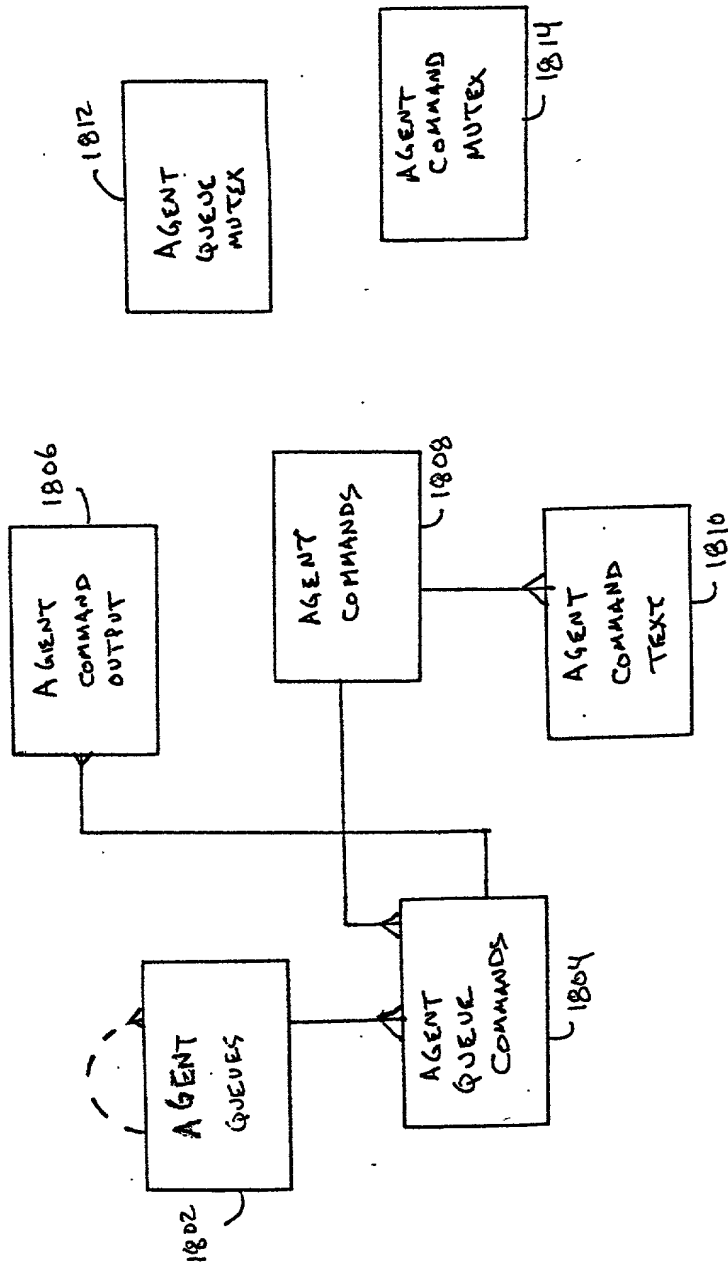 1802
AGENT
QUEUES
AGENT
COMMAND
OUTPUT
1806
AGENT
QUEUE
MUTEX
1812
AGENT
QUEUE
COMMANDS
1804
AGENT
COMMANDS
1808
AGENT
COMMAND
TEXT
1810
AGENT
COMMAND
MUTEX
1814